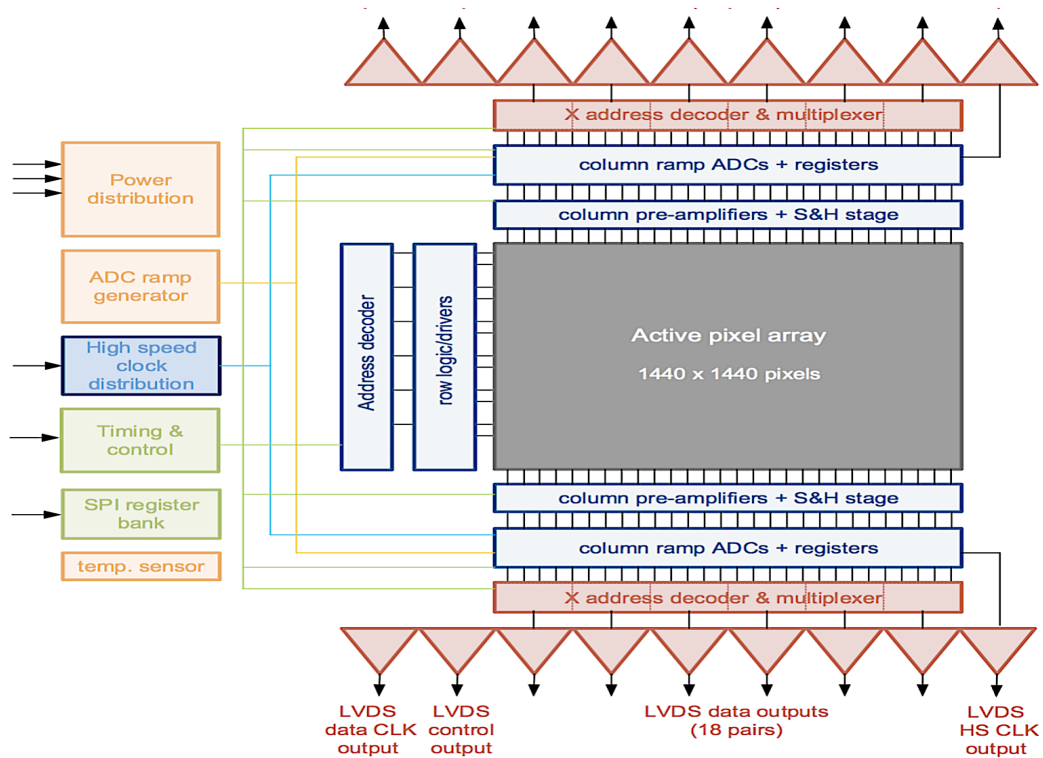 X address decoder & multiplexer
column ramp ADCs + registers
column pre-amplifiers + S&H stage
Power
distribution
ADC ramp
generator
High speed
clock
distribution
Timing &
control
SPI register
bank
temp. sensor
Address decoder
row logic/drivers
Active pixel array
1440 x 1440 pixels
column pre-amplifiers + S&H stage
column ramp ADCs + registers
X address decoder & multiplexer
LVDS
data CLK
output
LVDS
control
output
LVDS data outputs
(18 pairs)
LVDS
HS CLK
output